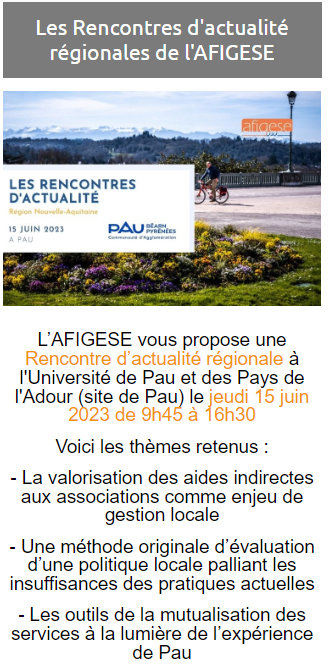 Les Rencontres d'actualité
régionales de l'AFIGESE
afigese
LES RENCONTRES
D'ACTUALITÉ
Région Nouvelle-Aquitaine
15 JUIN 2023
A PAU
PAU BÉARN
PYRÉNÉES
Communauté d'Agglomération
L’AFIGESE vous propose une
Rencontre d’actualité régionale à
l'Université de Pau et des Pays de
l'Adour (site de Pau) le jeudi 15 juin
2023 de 9h45 à 16h30
Voici les thèmes retenus :
- La valorisation des aides indirectes
aux associations comme enjeu de
gestion locale
- Une méthode originale d’évaluation
d’une politique locale palliant les
insuffisances des pratiques actuelles
- Les outils de la mutualisation des
services à la lumière de l’expérience
de Pau